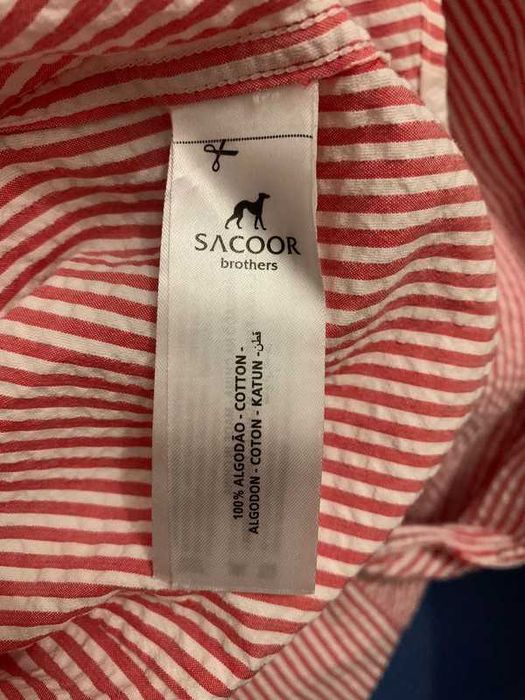 SACOOR
brothers
100% ALGODÃO - COTTON -
ALGODON - COTON - KATUN - قطن